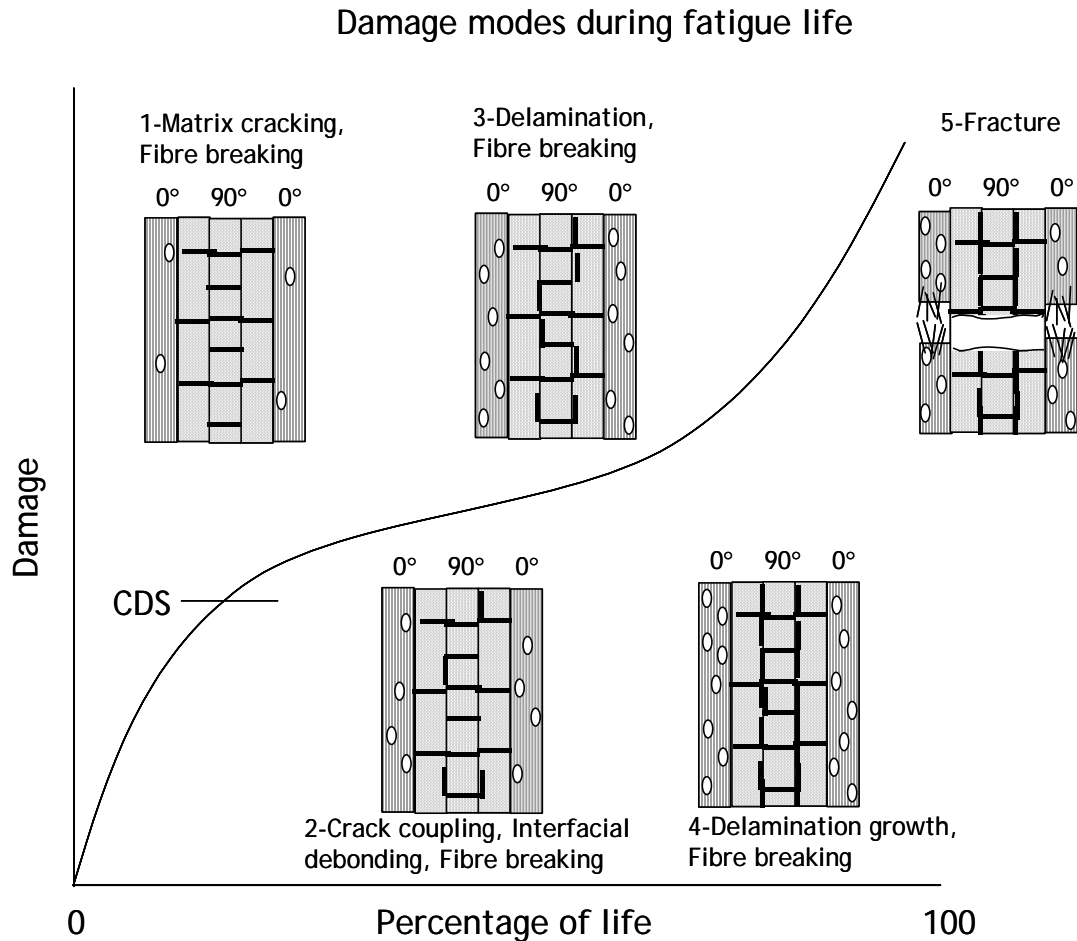 Damage modes during fatigue life
1-Matrix cracking,
Fibre breaking
0° 90° 0°
3-Delamination,
Fibre breaking
0° 90° 0°
5-Fracture
0° 90° 0°
Damage
CDS
0° 90° 0°
2-Crack coupling, Interfacial
debonding, Fibre breaking
0° 90° 0°
4-Delamination growth,
Fibre breaking
0 Percentage of life 100